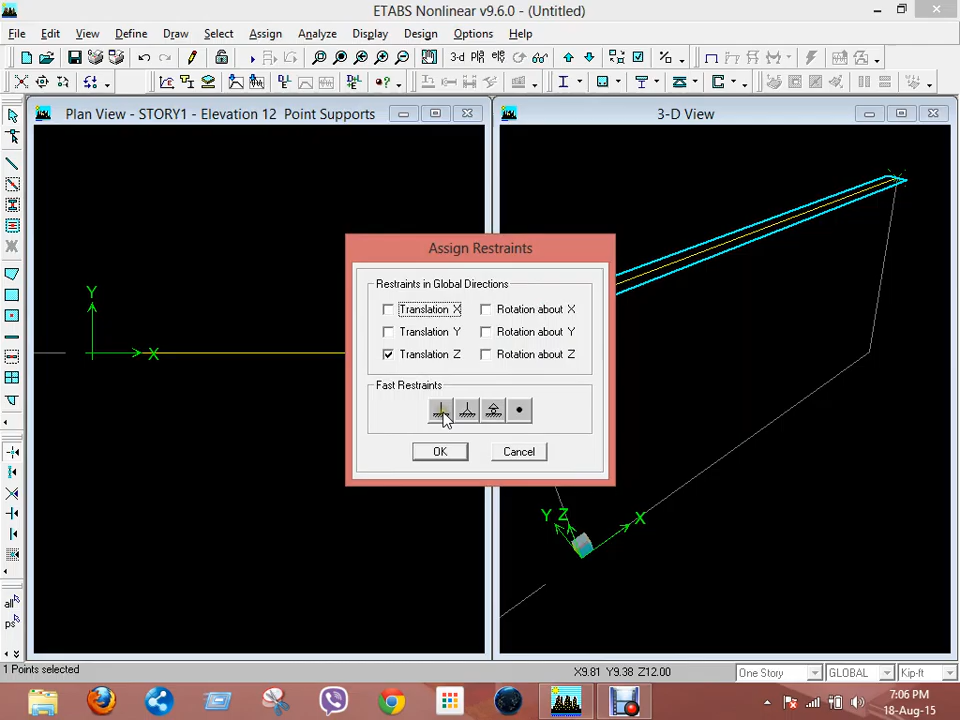 ETABS Nonlinear v9.6.0 - (Untitled)
File Edit View Define Draw Select Assign Analyze Display Design Options Help
3-d
Plan View - STORY1 - Elevation 12 Point Supports
3-D View
Y
X
Assign Restraints
Restraints in Global Directions
Translation X
Rotation about X
Translation Y
Rotation about Y
Translation Z
Rotation about Z
Fast Restraints
OK
Cancel
Y
Z
X
all
ps
1 Points selected
X9.81 Y9.38 Z12.00
One Story
GLOBAL
Kip-ft
7:06 PM
18-Aug-15